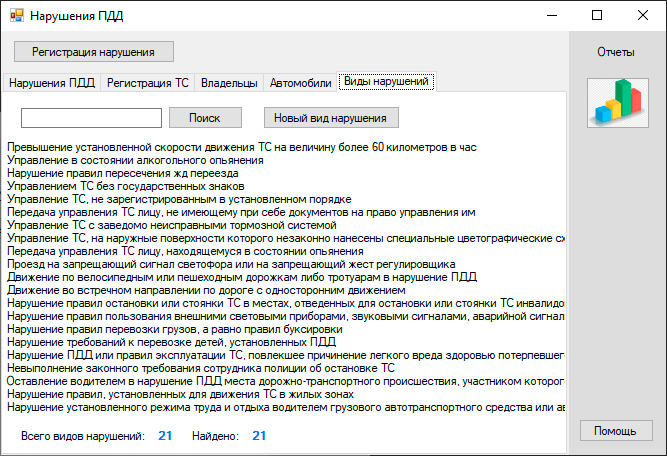 Нарушения ПДД
Регистрация нарушения
Отчеты
Нарушения ПДД Регистрация ТС Владельцы Автомобили Виды нарушений
Поиск Новый вид нарушения
Превышение установленной скорости движения ТС на величину более 60 километров в час
Управление в состоянии алкогольного опьянения
Нарушение правил пересечения жд переезда
Управлением ТС без государственных знаков
Управление ТС, не зарегистрированным в установленном порядке
Передача управления ТС лицу, не имеющему при себе документов на право управления им
Управление ТС с заведомо неисправными тормозной системой
Управление ТС, на наружные поверхности которого незаконно нанесены специальные цветографические сх
Передача управления ТС лицу, находящемуся в состоянии опьянения
Проезд на запрещающий сигнал светофора или на запрещающий жест регулировщика
Движение по велосипедным или пешеходным дорожкам либо тротуарам в нарушение ПДД
Движение во встречном направлении по дороге с односторонним движением
Нарушение правил остановки или стоянки ТС в местах, отведенных для остановки или стоянки ТС инвалидо
Нарушение правил пользования внешними световыми приборами, звуковыми сигналами, аварийной сигнал
Нарушение правил перевозки грузов, а равно правил буксировки
Нарушение требований к перевозке детей, установленных ПДД
Нарушение ПДД или правил эксплуатации ТС, повлекшее причинение легкого вреда здоровью потерпевшего
Невыполнение законного требования сотрудника полиции об остановке ТС
Оставление водителем в нарушение ПДД места дорожно-транспортного происшествия, участником которого
Нарушение правил, установленных для движения ТС в жилых зонах
Нарушение установленного режима труда и отдыха водителем грузового автотранспортного средства или ав
Всего видов нарушений: 21 Найдено: 21
Помощь